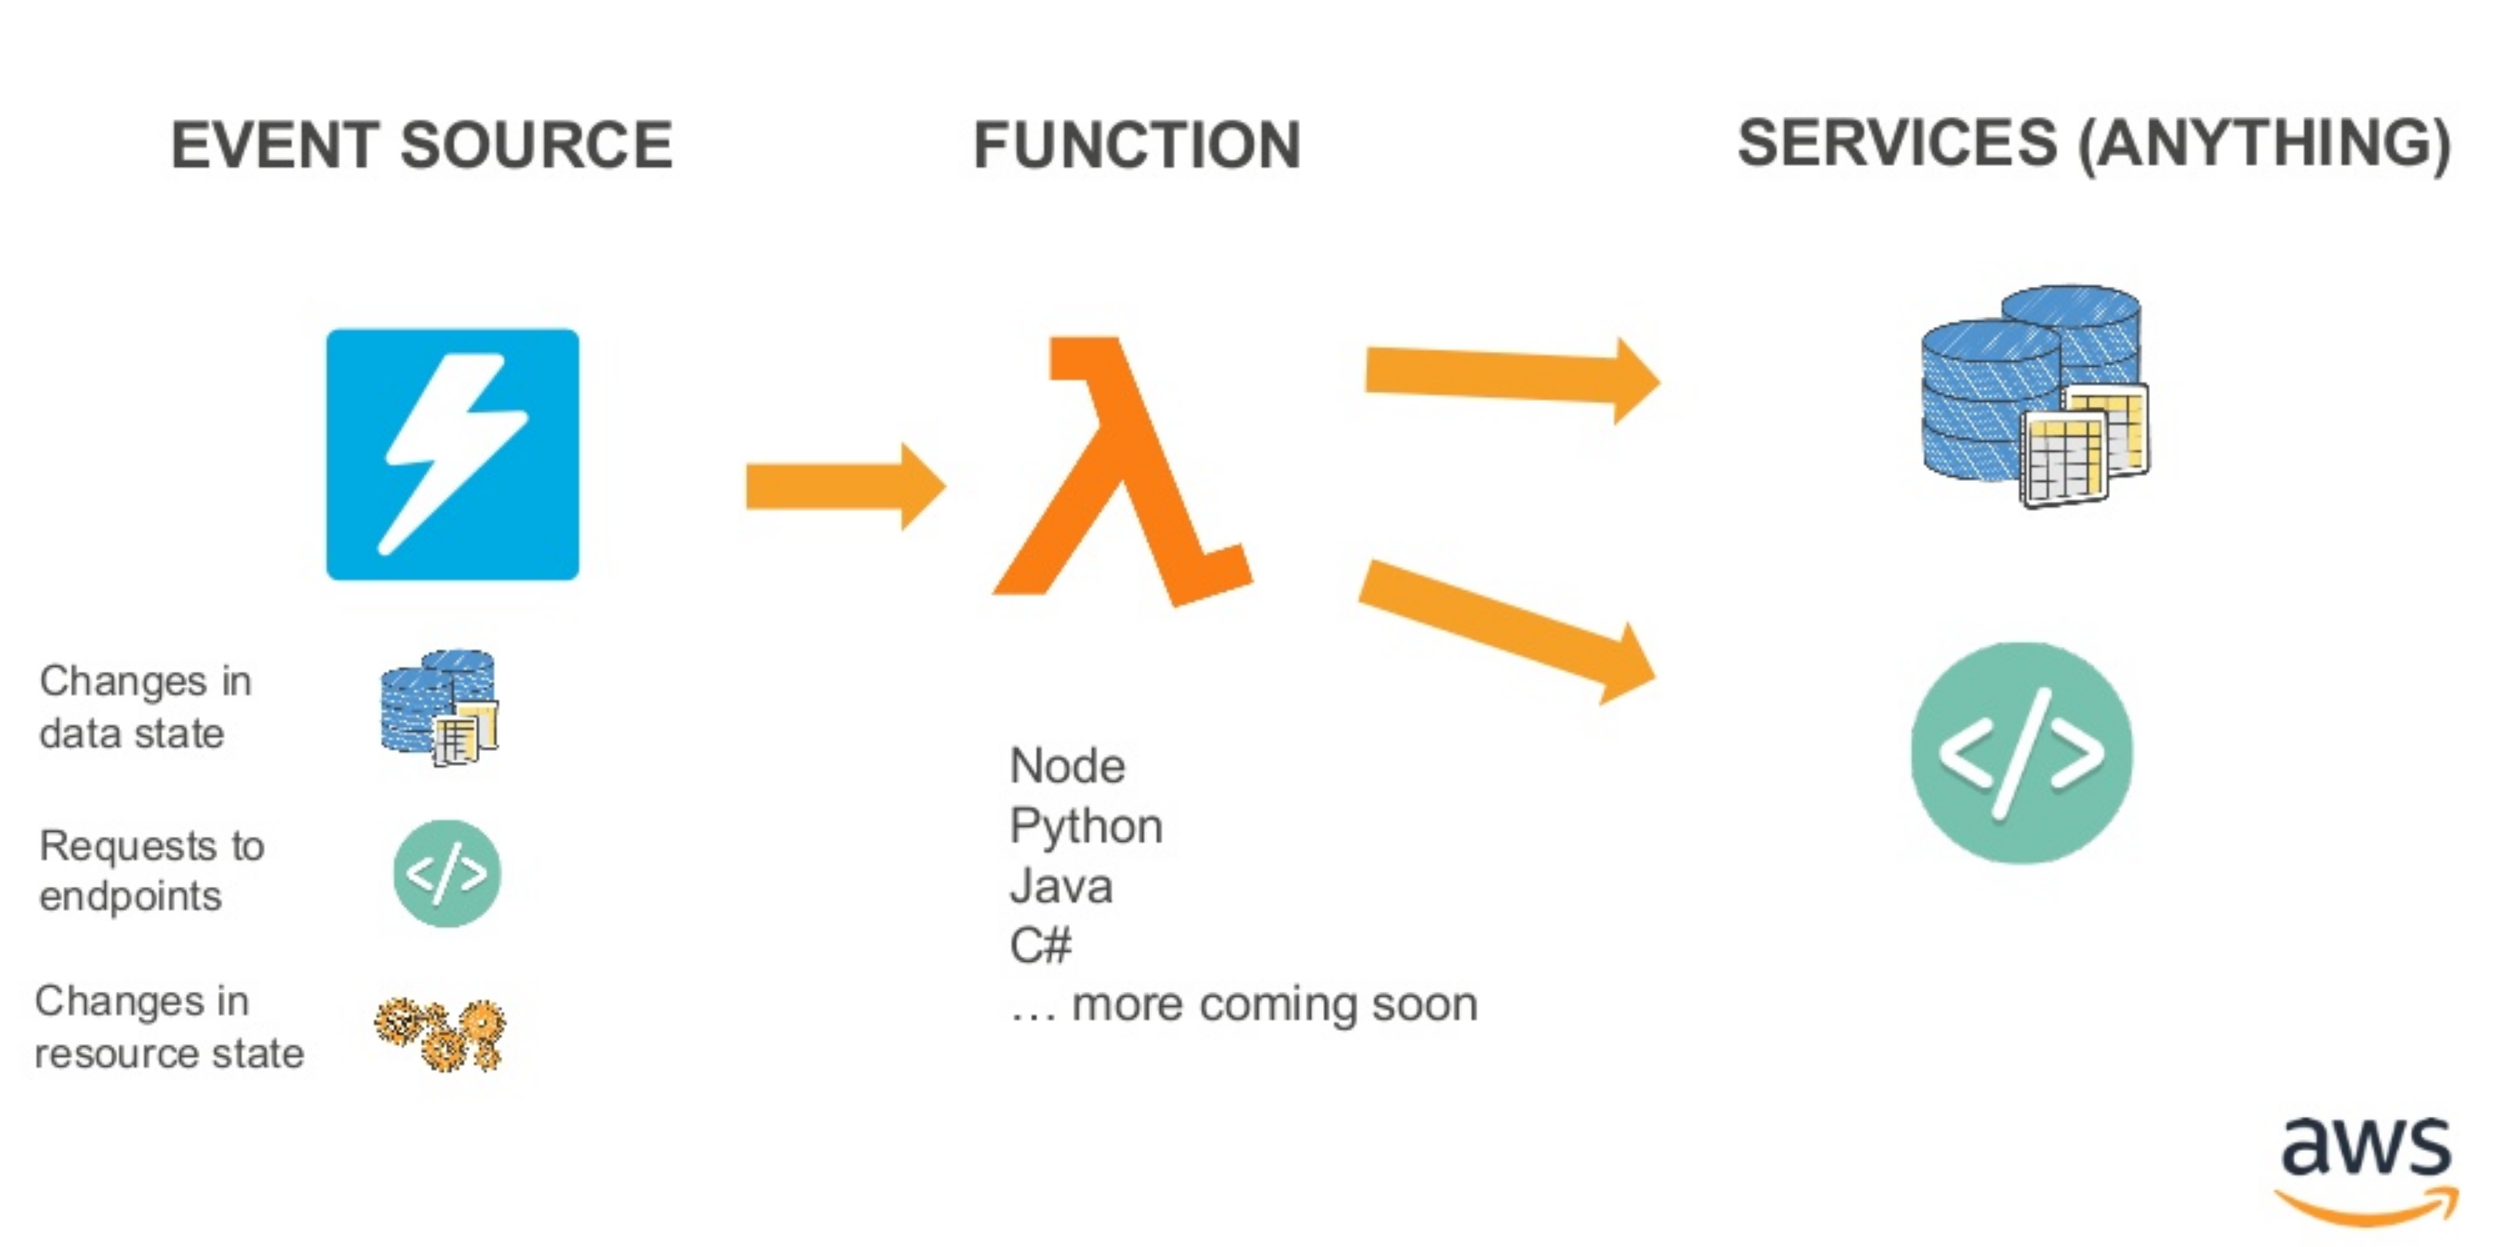 EVENT SOURCE
FUNCTION
SERVICES (ANYTHING)
Changes in
data state
Requests to
endpoints
Changes in
resource state
Node
Python
Java
C#
... more coming soon
aws